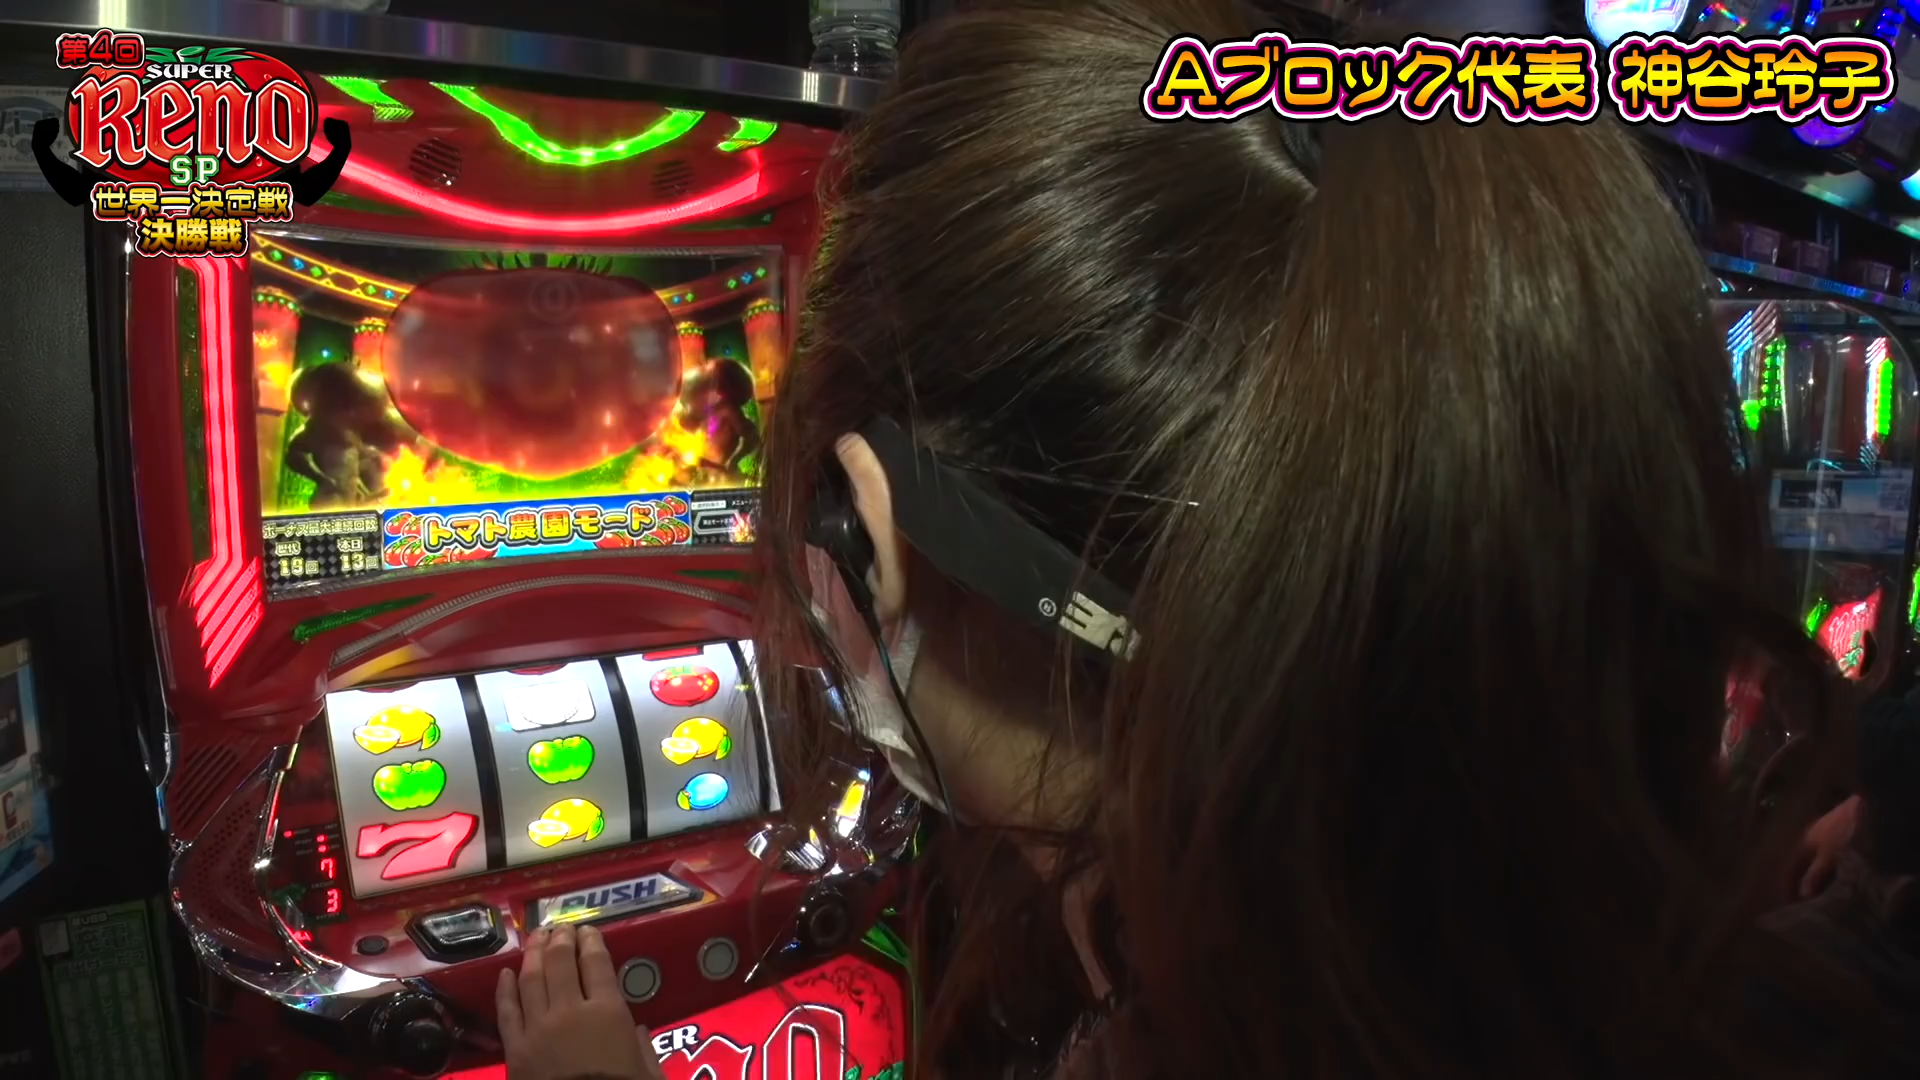 第4回
SUPER
Reno
SP
世界一決定戦
決勝戦
Aブロック代表 神谷玲子
ボーナス最大連続回数
歴代 本日
19回 13回
トマト農園モード
7
3
PUSH